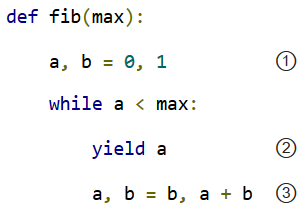 def fib(max):
    a, b = 0, 1 ①
    while a < max:
        yield a ②
        a, b = b, a + b ③